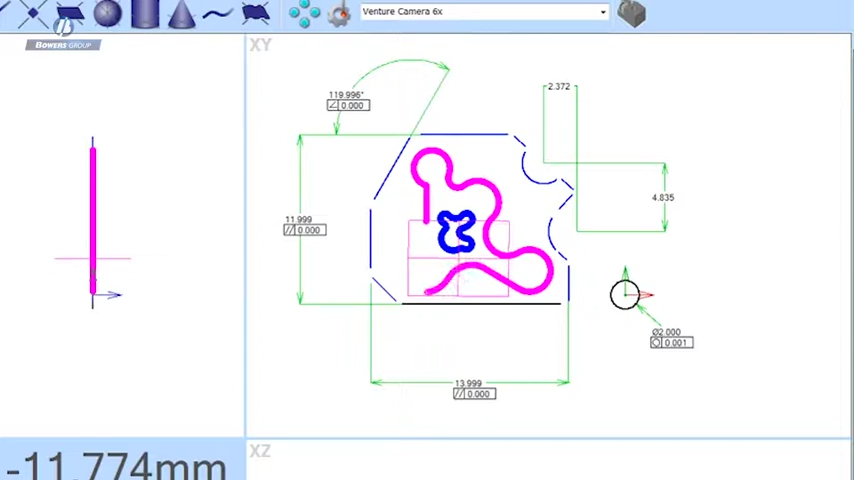 Venture Camera 6x
BOWERS GROUP
XY
2.372
119.996°
∠ 0.000
4.835
11.999
// 0.000
Ø2.000
○ 0.001
13.999
// 0.000
XZ
-11.774mm